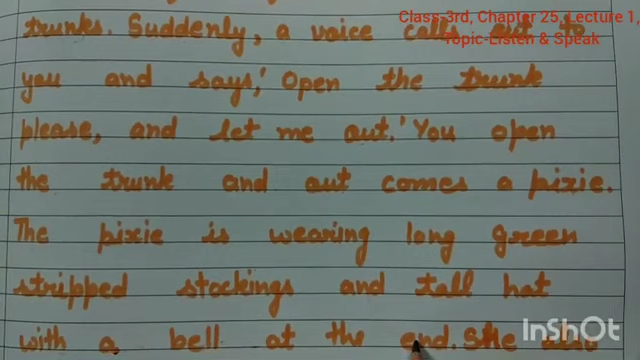 Class-3rd, Chapter 25, Lecture 1,
Topic-Listen & Speak
trunks. Suddenly, a voice calls out to
you and says,' Open the trunk
please, and let me out.' You open
the trunk and out comes a pixie.
The pixie is wearing long green
stripped stockings and tall hat
with a bell at the end. She
InShOt